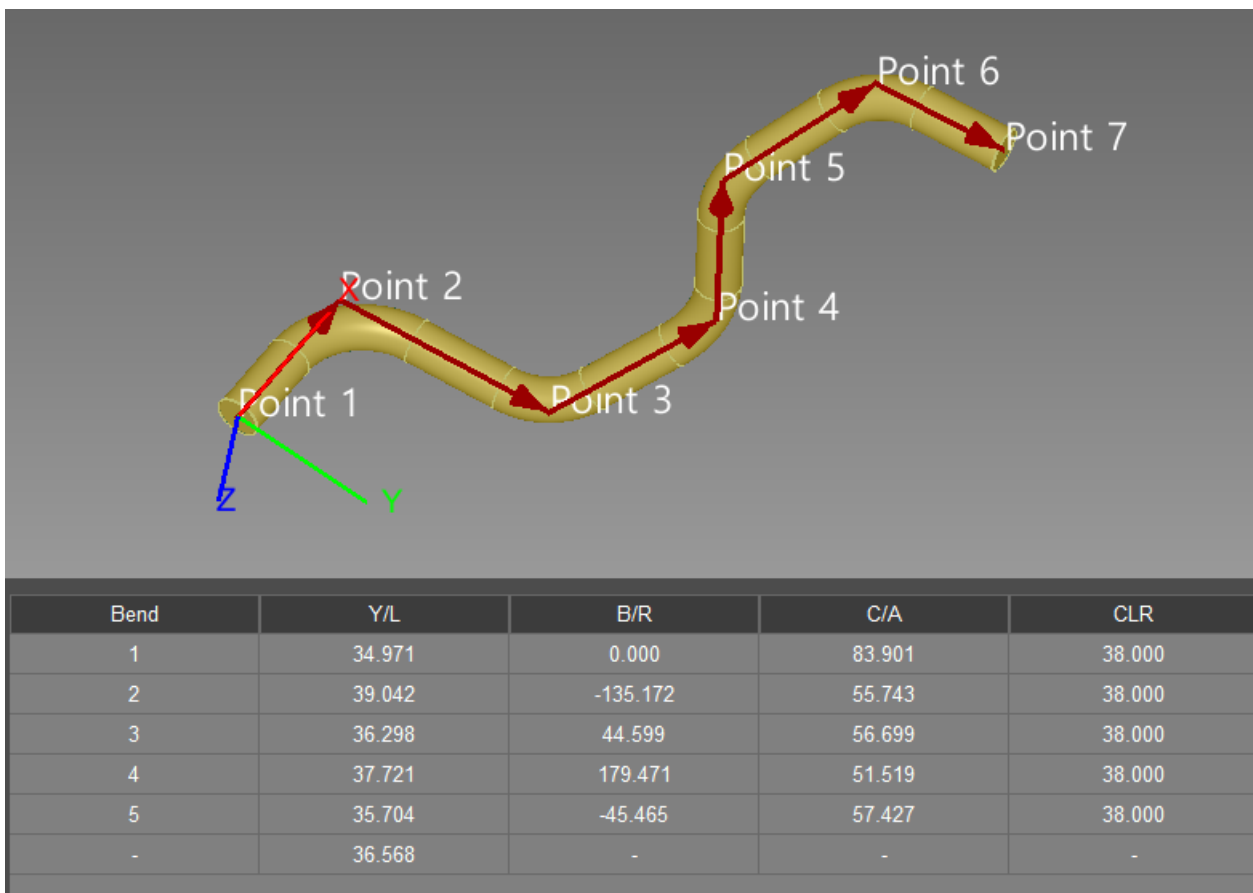 Point 6
Point 7
Point 5
Point 2
X
Point 4
Point 1
Point 3
Z
Y
Bend Y/L B/R C/A CLR
1 34.971 0.000 83.901 38.000
2 39.042 -135.172 55.743 38.000
3 36.298 44.599 56.699 38.000
4 37.721 179.471 51.519 38.000
5 35.704 -45.465 57.427 38.000
- 36.568 - - -